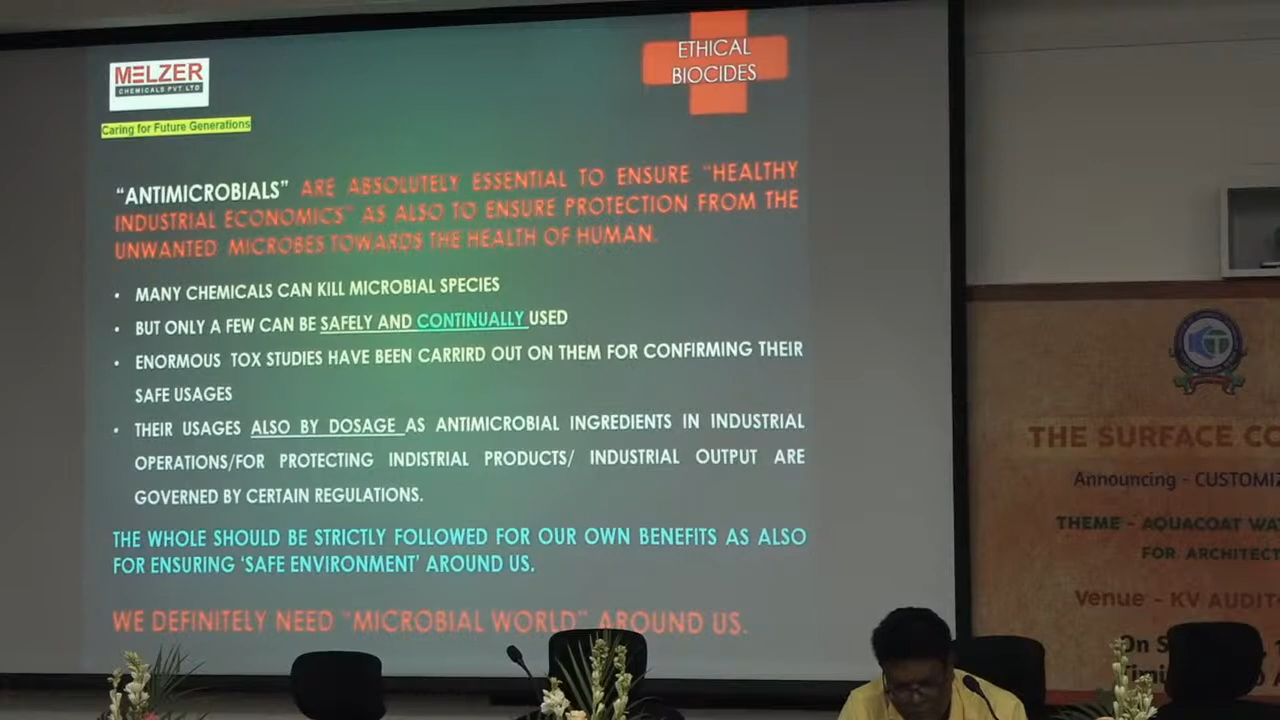 MELZER
CHEMICALS PVT. LTD
Caring for Future Generations
ETHICAL
BIOCIDES
“ANTIMICROBIALS” ARE ABSOLUTELY ESSENTIAL TO ENSURE “HEALTHY
INDUSTRIAL ECONOMICS” AS ALSO TO ENSURE PROTECTION FROM THE
UNWANTED MICROBES TOWARDS THE HEALTH OF HUMAN.
• MANY CHEMICALS CAN KILL MICROBIAL SPECIES
• BUT ONLY A FEW CAN BE SAFELY AND CONTINUALLY USED
• ENORMOUS TOX STUDIES HAVE BEEN CARRIRD OUT ON THEM FOR CONFIRMING THEIR
SAFE USAGES
• THEIR USAGES ALSO BY DOSAGE AS ANTIMICROBIAL INGREDIENTS IN INDUSTRIAL
OPERATIONS/FOR PROTECTING INDISTRIAL PRODUCTS/ INDUSTRIAL OUTPUT ARE
GOVERNED BY CERTAIN REGULATIONS.
THE WHOLE SHOULD BE STRICTLY FOLLOWED FOR OUR OWN BENEFITS AS ALSO
FOR ENSURING ‘SAFE ENVIRONMENT’ AROUND US.
WE DEFINITELY NEED “MICROBIAL WORLD” AROUND US.
THE SURFACE
Announcing -
THEME - AQUACOAT
FOR
Venue - KV
On